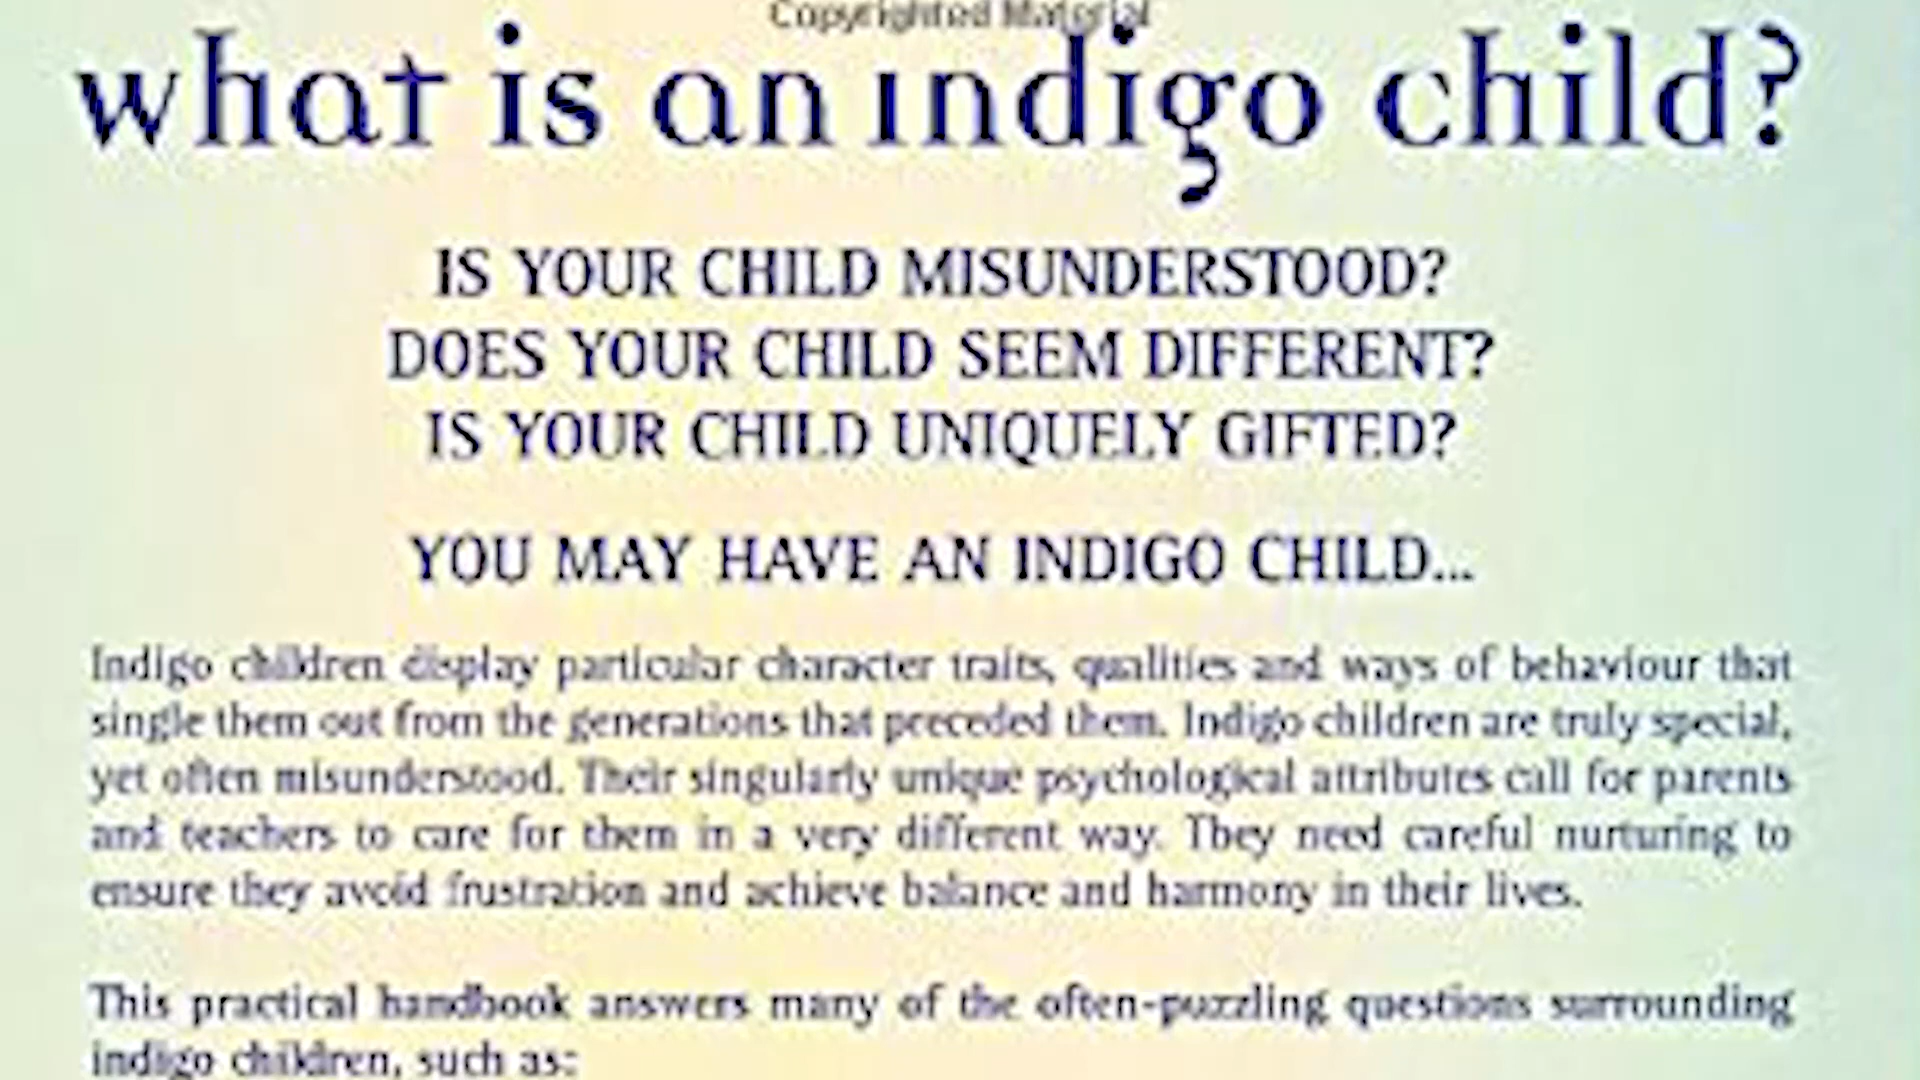 Copyrighted Material
what is an indigo child?
IS YOUR CHILD MISUNDERSTOOD?
DOES YOUR CHILD SEEM DIFFERENT?
IS YOUR CHILD UNIQUELY GIFTED?
YOU MAY HAVE AN INDIGO CHILD...
Indigo children display particular character traits, qualities and ways of behaviour that
single them out from the generations that preceded them. Indigo children are truly special,
yet often misunderstood. Their singularly unique psychological attributes call for parents
and teachers to care for them in a very different way. They need careful nurturing to
ensure they avoid frustration and achieve balance and harmony in their lives.
This practical handbook answers many of the often-puzzling questions surrounding
indigo children, such as: